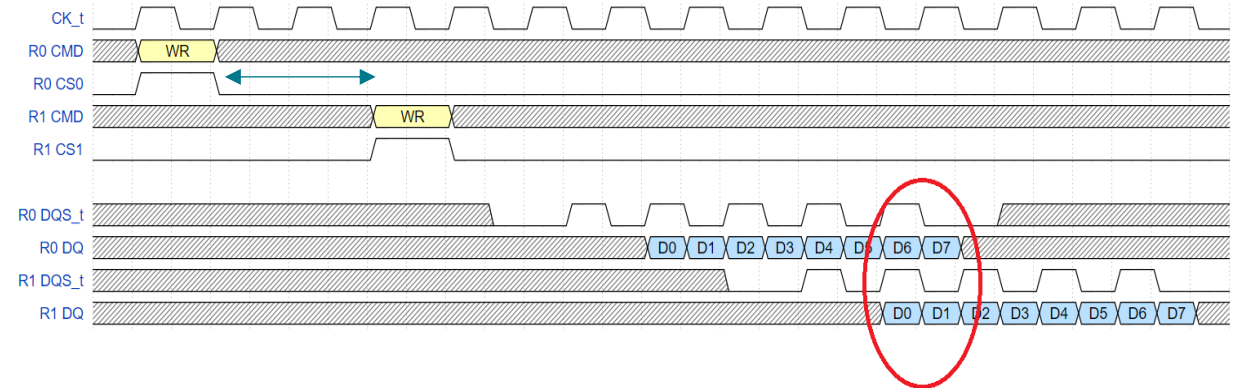 CK_t
R0 CMD WR
R0 CS0
R1 CMD WR
R1 CS1
R0 DQS_t
R0 DQ D0 D1 D2 D3 D4 D5 D6 D7
R1 DQS_t
R1 DQ D0 D1 D2 D3 D4 D5 D6 D7